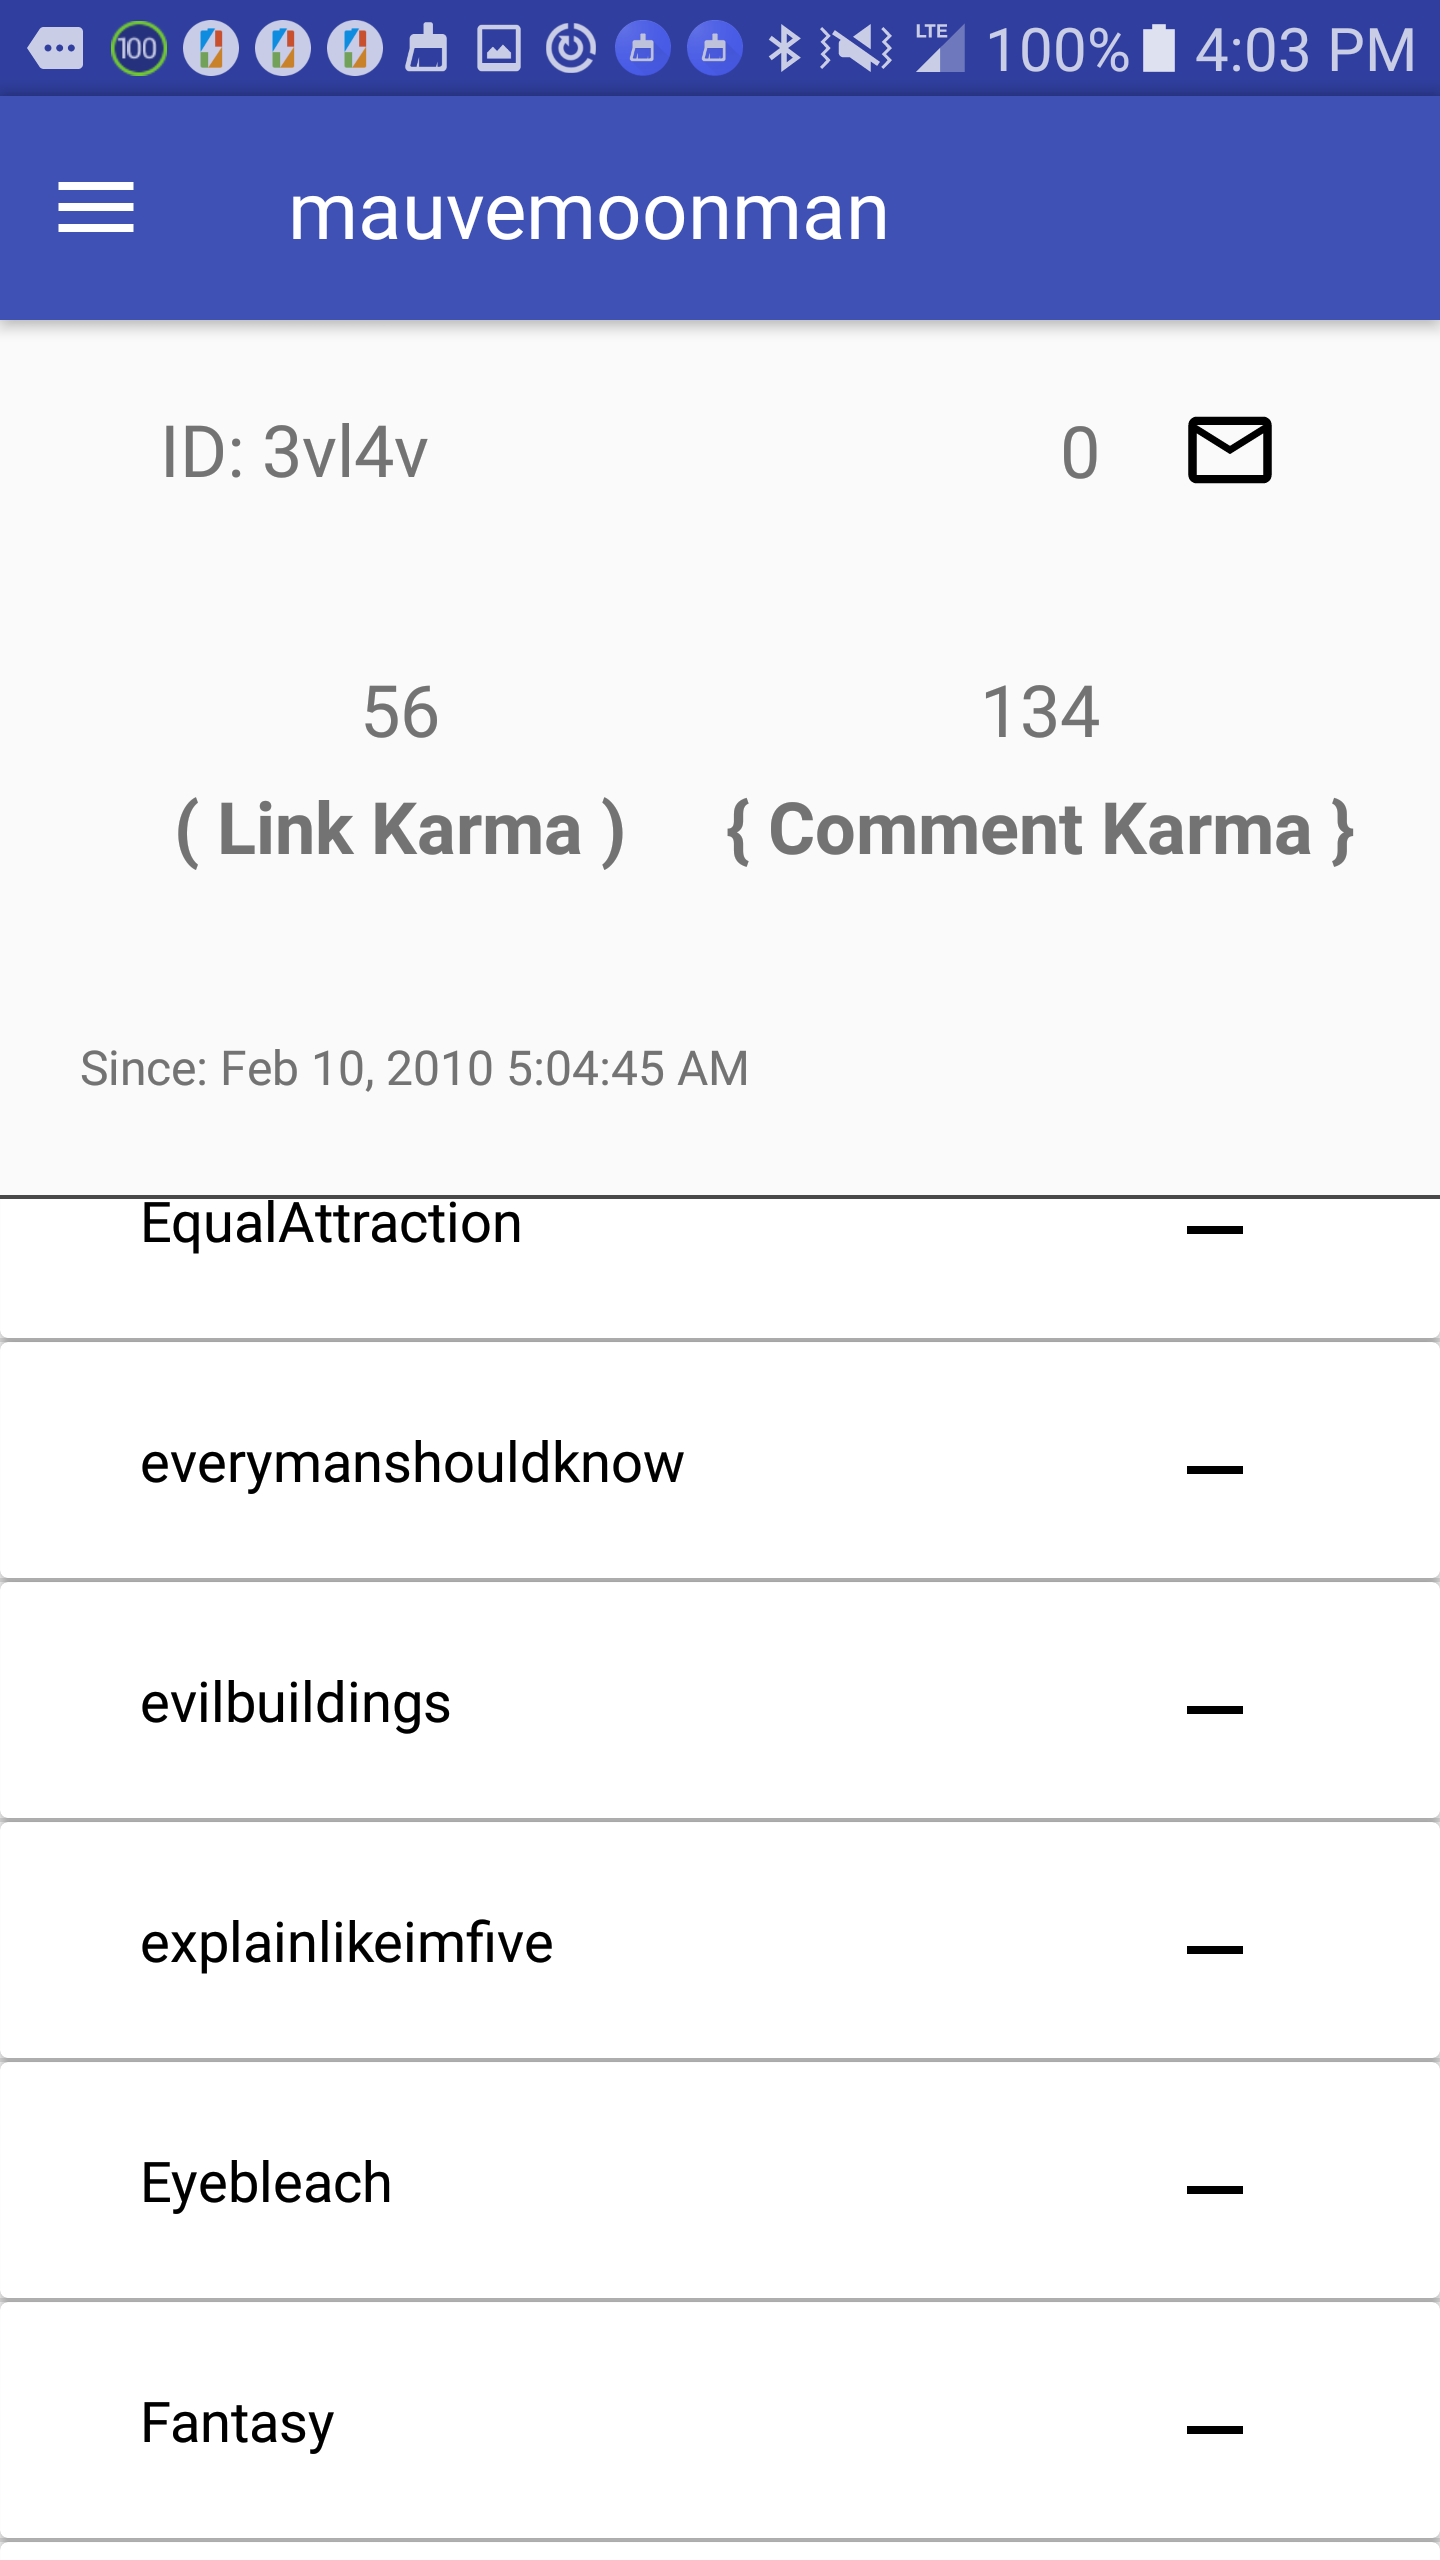 100 LTE 100% 4:03 PM
mauvemoonman
ID: 3vl4v 0
56 134
( Link Karma ) { Comment Karma }
Since: Feb 10, 2010 5:04:45 AM
EqualAttraction
everymanshouldknow
evilbuildings
explainlikeimfive
Eyebleach
Fantasy